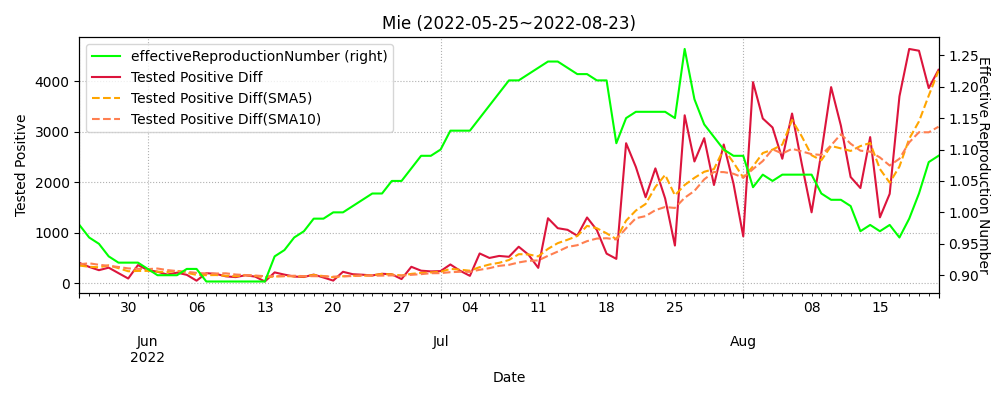 Mie (2022-05-25~2022-08-23)
effectiveReproductionNumber (right)
Tested Positive Diff
Tested Positive Diff(SMA5)
Tested Positive Diff(SMA10)
Tested Positive
4000
3000
2000
1000
0
Effective Reproduction Number
1.25
1.20
1.15
1.10
1.05
1.00
0.95
0.90
30 06 13 20 27 04 11 18 25 08 15
Jun Jul Aug
2022
Date